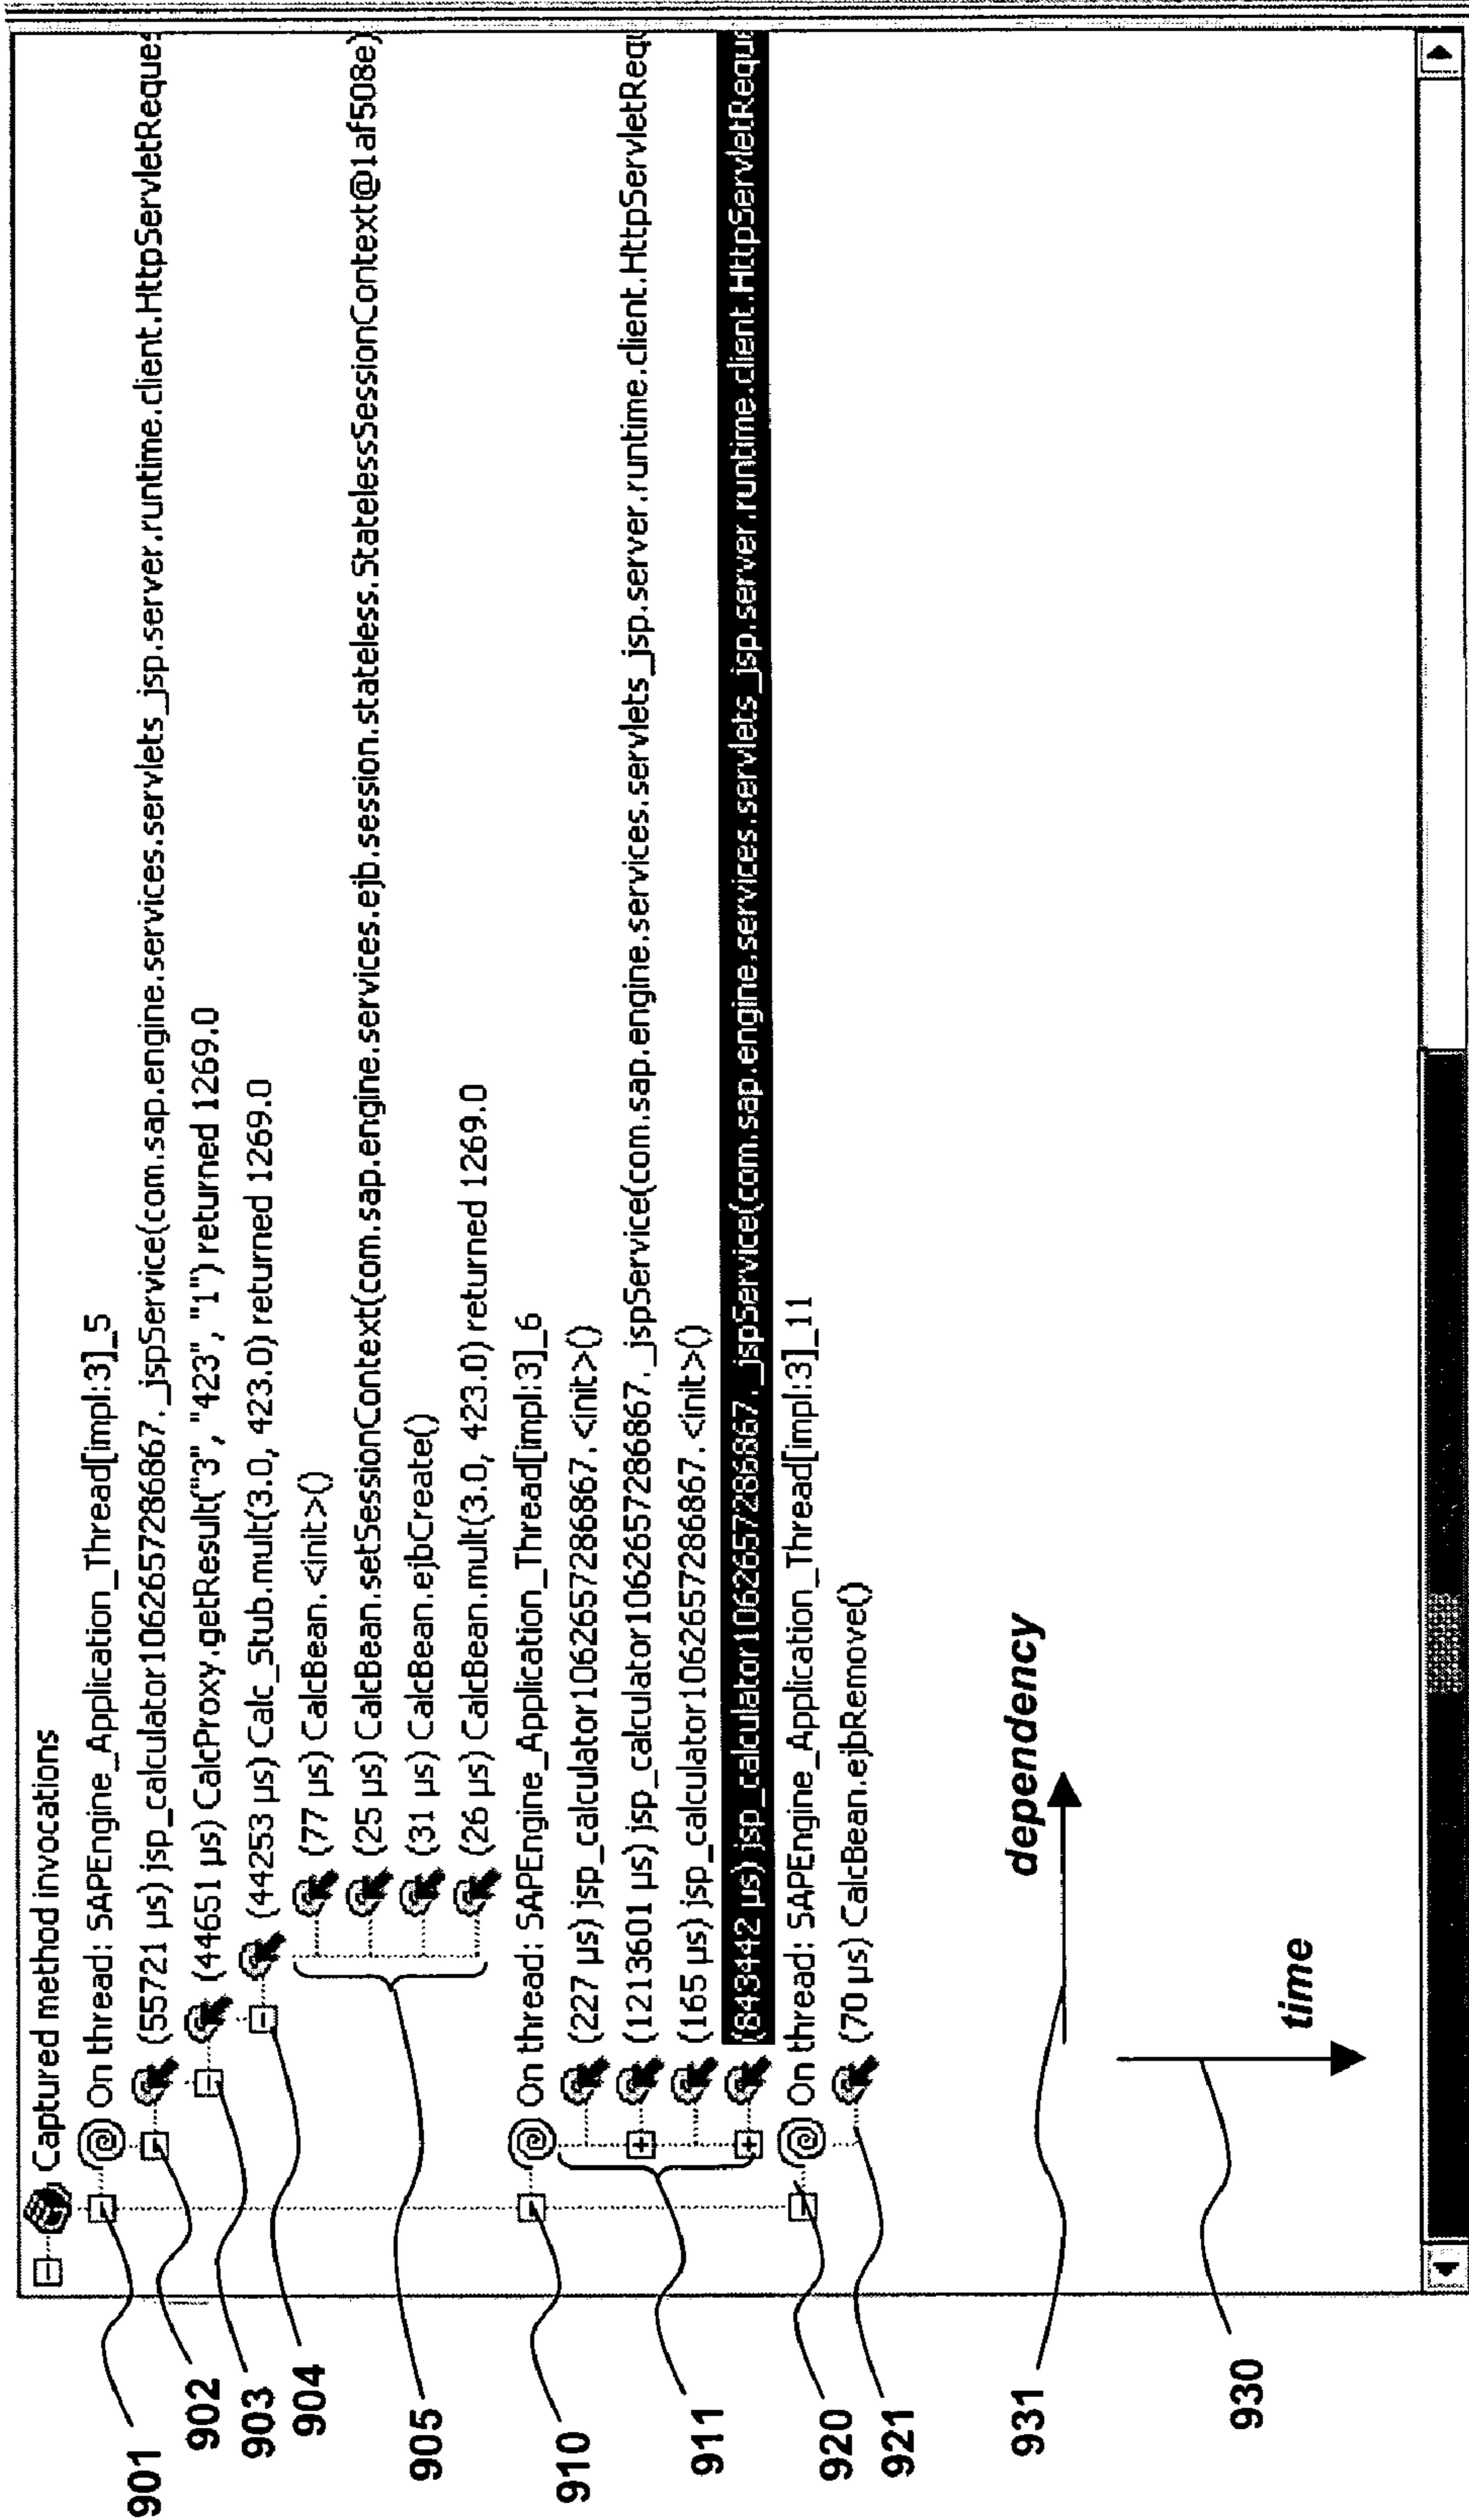 Captured method invocations
On thread: SAPEngine_Application_Thread[impl:3]_5
(55721 µs) jsp_calculator1062657286867._jspService(com.sap.engine.services.servlets_jsp.server.runtime.client.HttpServletReques
(44651 µs) CalcProxy.getResult("3", "423", "1") returned 1269.0
(44253 µs) Calc_Stub.mult(3.0, 423.0) returned 1269.0
(77 µs) CalcBean.<init>()
(25 µs) CalcBean.setSessionContext(com.sap.engine.services.ejb.session.stateless.StatelessSessionContext@1af508e)
(31 µs) CalcBean.ejbCreate()
(26 µs) CalcBean.mult(3.0, 423.0) returned 1269.0
On thread: SAPEngine_Application_Thread[impl:3]_6
(227 µs) jsp_calculator1062657286867.<init>()
(1213601 µs) jsp_calculator1062657286867._jspService(com.sap.engine.services.servlets_jsp.server.runtime.client.HttpServletRequ
(165 µs) jsp_calculator1062657286867.<init>()
(843442 µs) jsp_calculator1062657286867._jspService(com.sap.engine.services.servlets_jsp.server.runtime.client.HttpServletReque
On thread: SAPEngine_Application_Thread[impl:3]_11
(70 µs) CalcBean.ejbRemove()
dependency
time
901
902
903
904
905
910
911
920
921
931
930